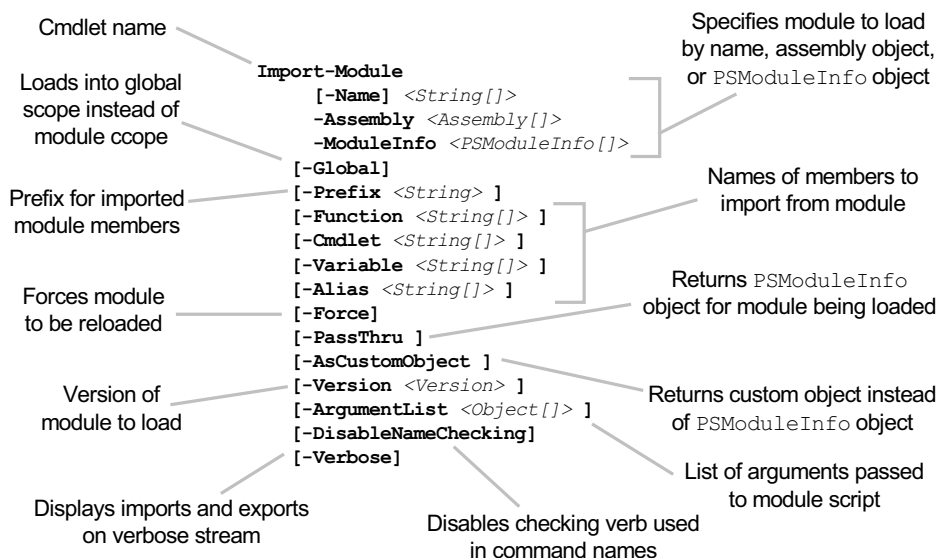 Cmdlet name
Loads into global
scope instead of
module ccope
Prefix for imported
module members
Forces module
to be reloaded
Version of
module to load
Displays imports and exports
on verbose stream
Import-Module
[-Name] <String[]>
-Assembly <Assembly[]>
-ModuleInfo <PSModuleInfo[]>
[-Global]
[-Prefix <String> ]
[-Function <String[]> ]
[-Cmdlet <String[]> ]
[-Variable <String[]> ]
[-Alias <String[]> ]
[-Force]
[-PassThru ]
[-AsCustomObject ]
[-Version <Version> ]
[-ArgumentList <Object[]> ]
[-DisableNameChecking]
[-Verbose]
Specifies module to load
by name, assembly object,
or PSModuleInfo object
Names of members to
import from module
Returns PSModuleInfo
object for module being loaded
Returns custom object instead
of PSModuleInfo object
List of arguments passed
to module script
Disables checking verb used
in command names